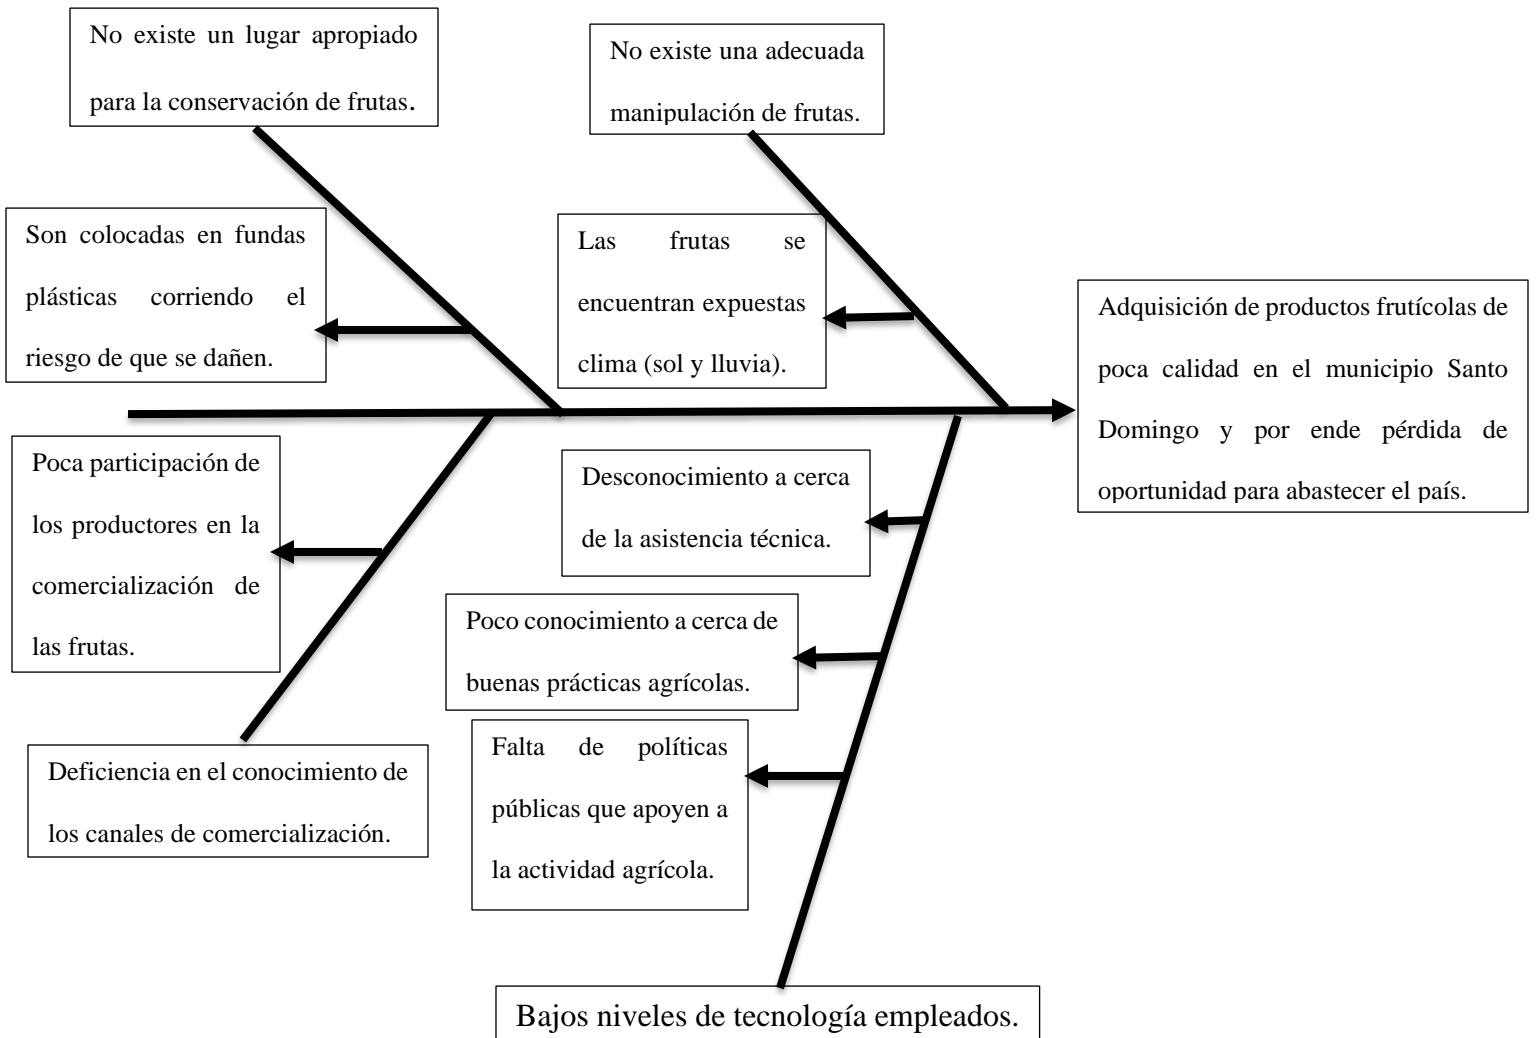 No existe un lugar apropiado
para la conservación de frutas.
No existe una adecuada
manipulación de frutas.
Son colocadas en fundas
plásticas corriendo el
riesgo de que se dañen.
Las frutas se
encuentran expuestas
clima (sol y lluvia).
Adquisición de productos frutícolas de
poca calidad en el municipio Santo
Domingo y por ende pérdida de
oportunidad para abastecer el país.
Poca participación de
los productores en la
comercialización de
las frutas.
Desconocimiento a cerca
de la asistencia técnica.
Poco conocimiento a cerca de
buenas prácticas agrícolas.
Falta de políticas
públicas que apoyen a
la actividad agrícola.
Deficiencia en el conocimiento de
los canales de comercialización.
Bajos niveles de tecnología empleados.